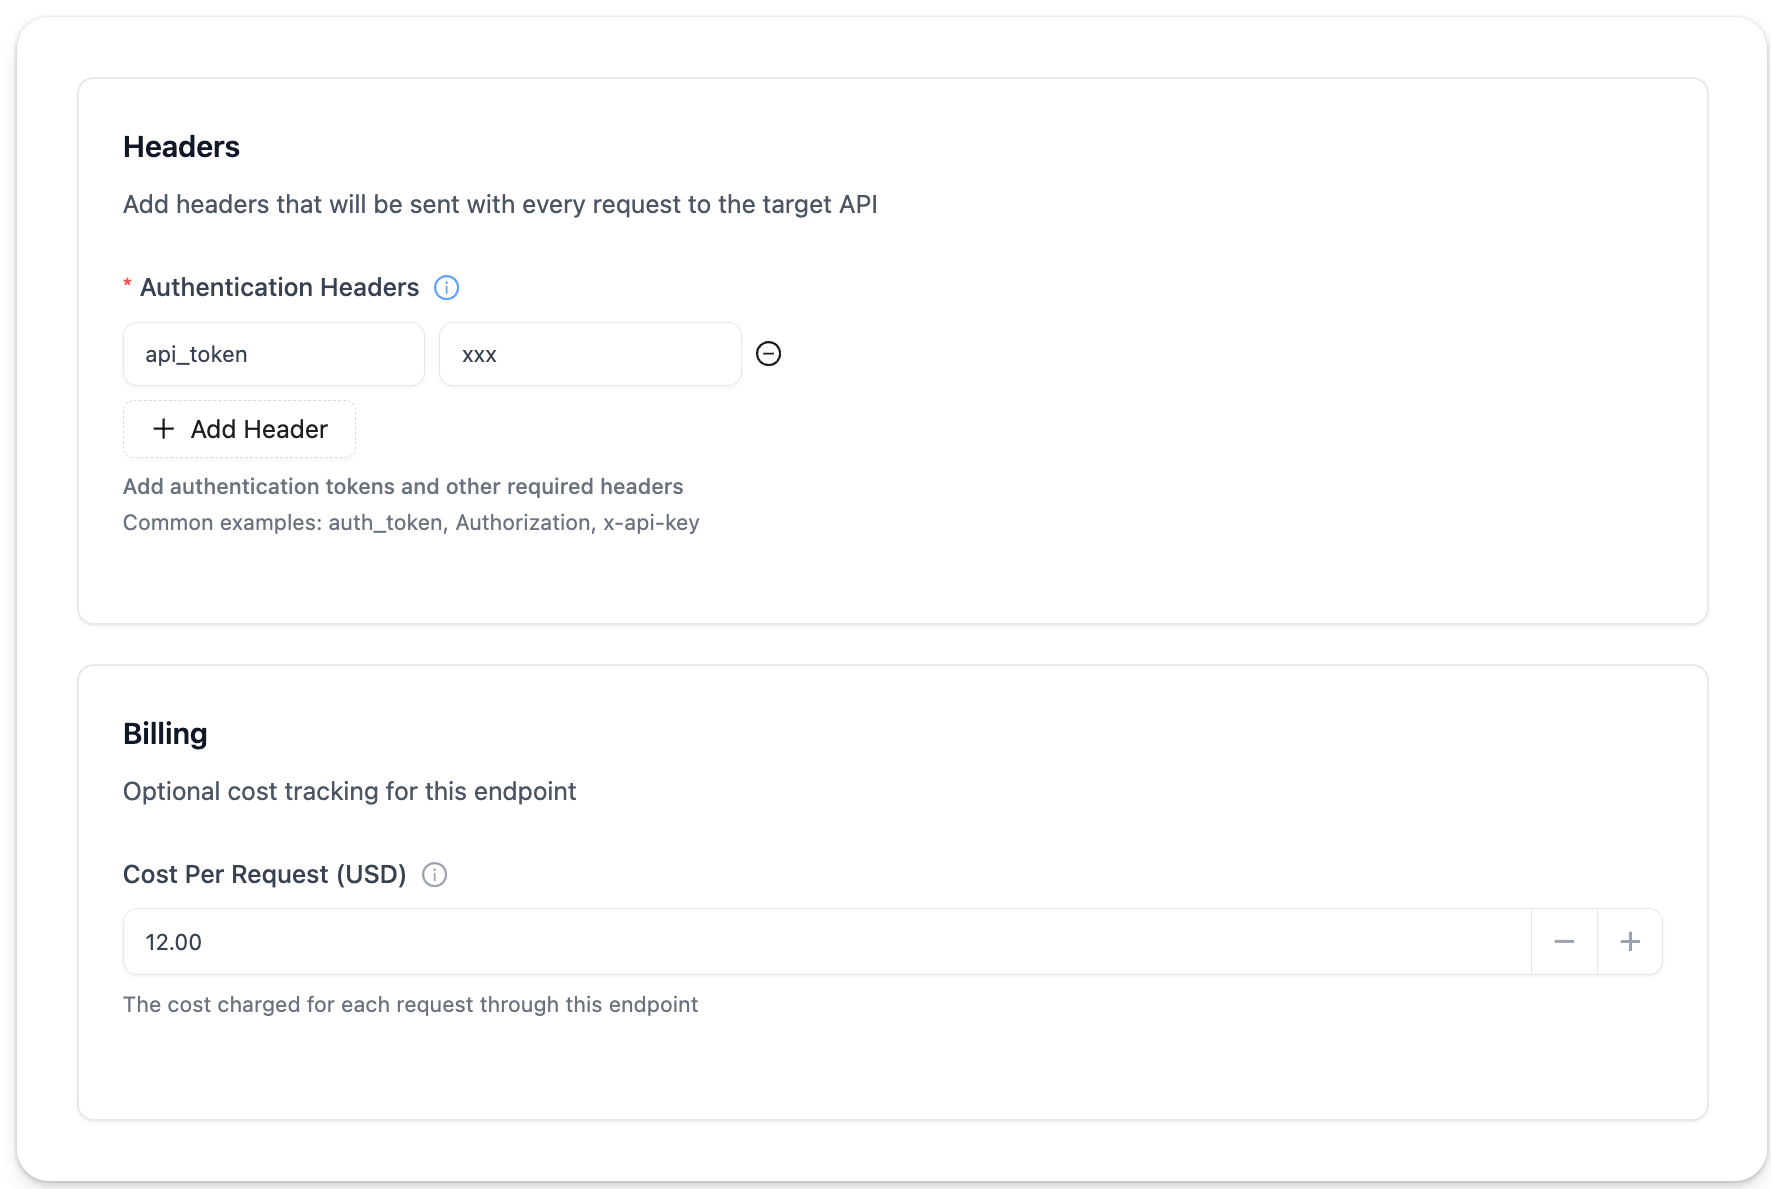 Headers
Add headers that will be sent with every request to the target API
* Authentication Headers
api_token xxx
Add Header
Add authentication tokens and other required headers
Common examples: auth_token, Authorization, x-api-key
Billing
Optional cost tracking for this endpoint
Cost Per Request (USD)
12.00
The cost charged for each request through this endpoint